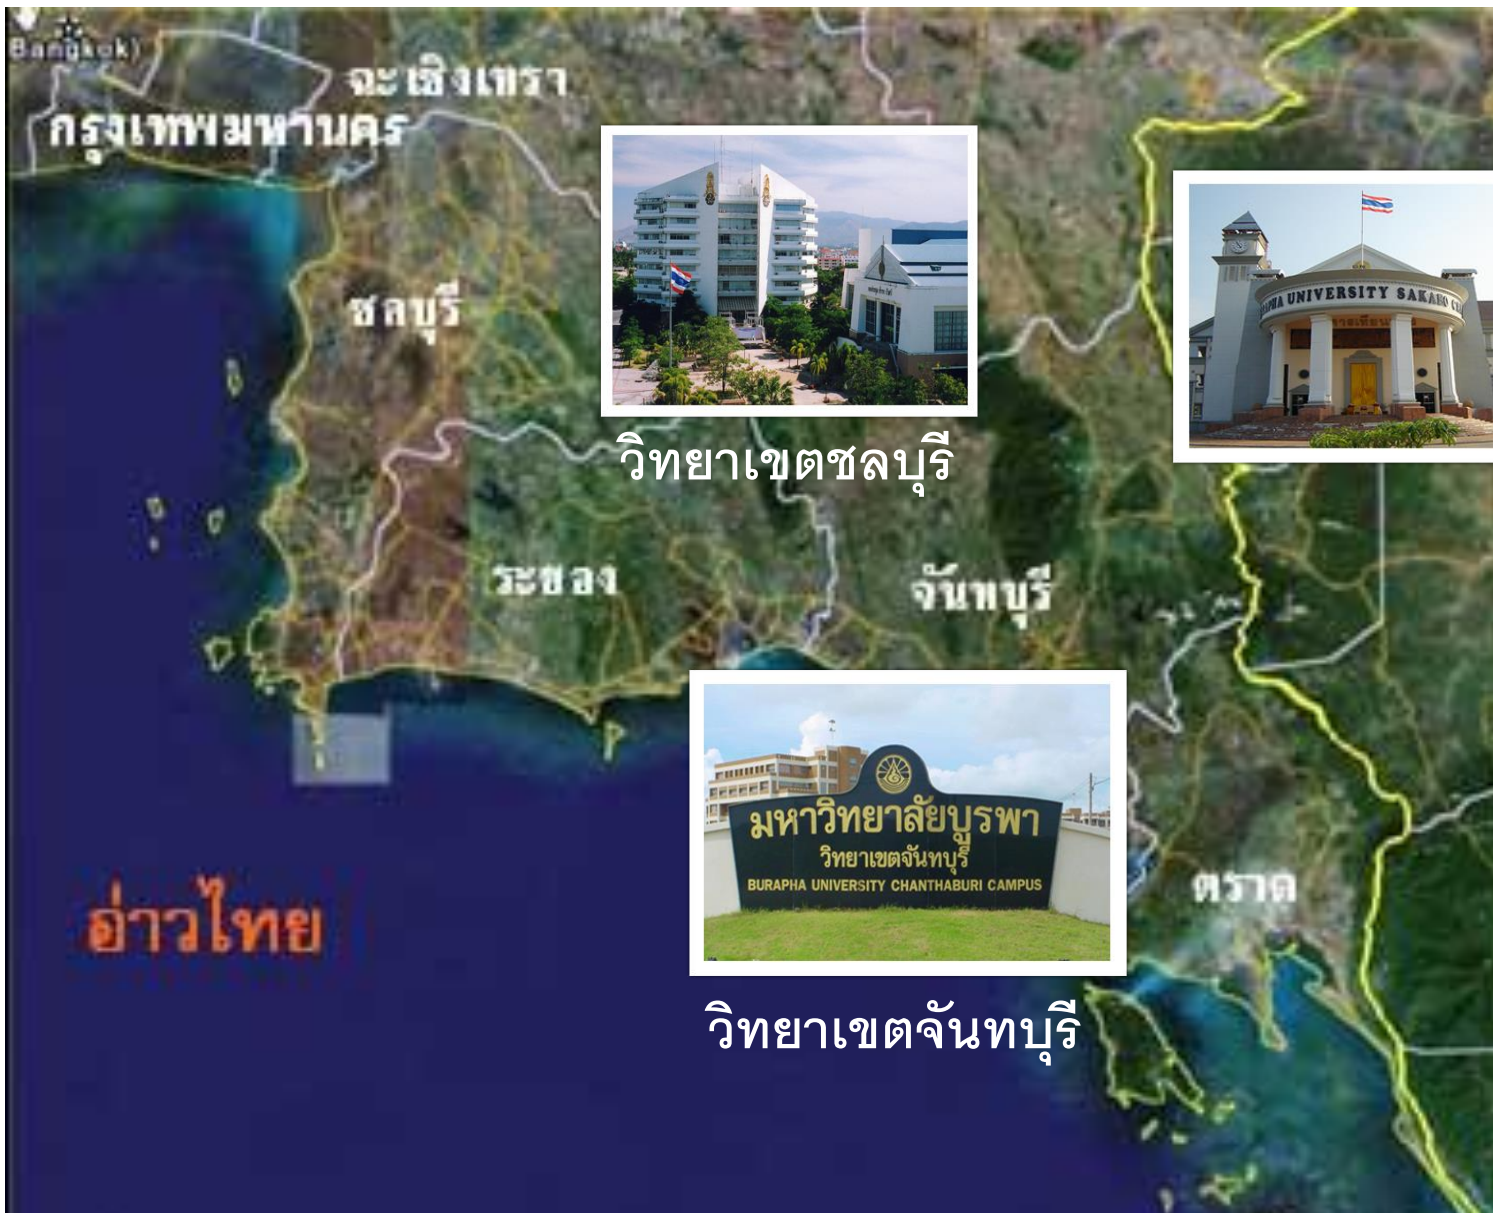 Bangkok)
ฉะเชิงเทรา
กรุงเทพมหานคร
ชลบุรี
BURAPHA UNIVERSITY SAKAEO
วิทยาเขตชลบุรี
ระยอง
จันทบุรี
มหาวิทยาลัยบูรพา
วิทยาเขตจันทบุรี
BURAPHA UNIVERSITY CHANTHABURI CAMPUS
ตราด
อ่าวไทย
วิทยาเขตจันทบุรี